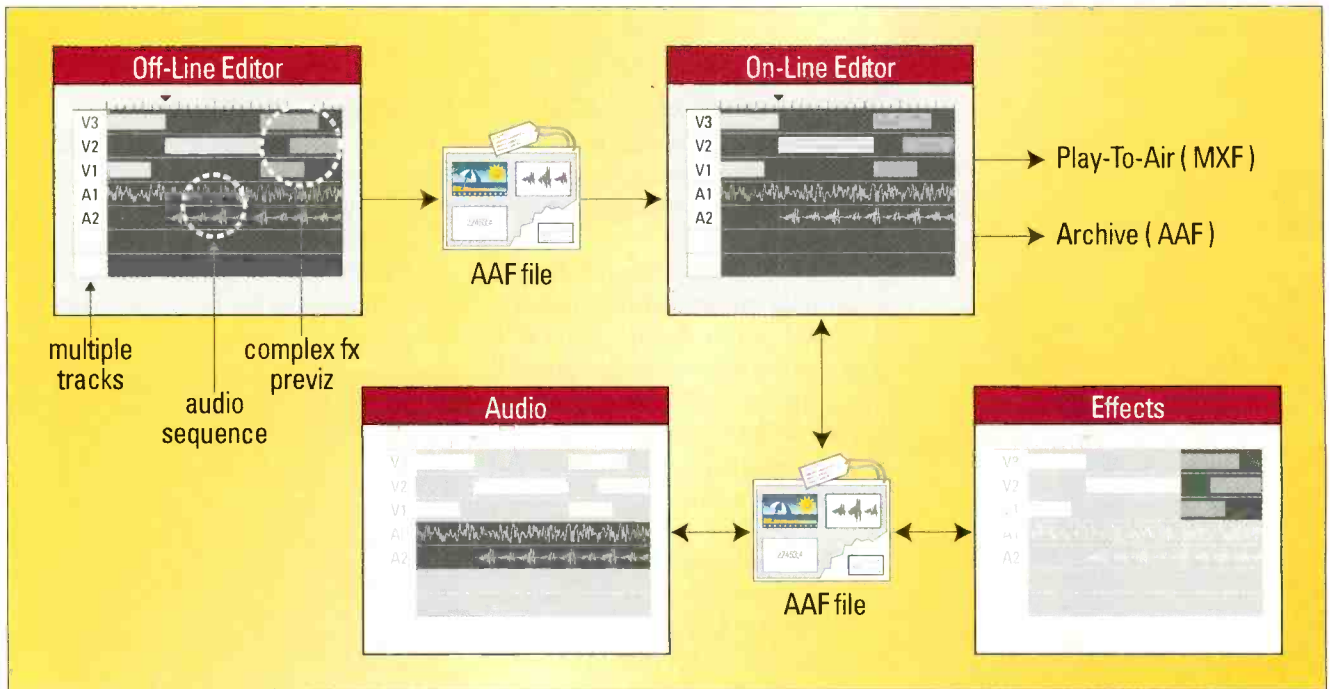 Off-Line Editor
V3
V2
V1
A1
A2
multiple
tracks
audio
sequence
complex fx
previz
AAF file
On-Line Editor
V3
V2
V1
A1
A2
Play-To-Air ( MXF )
Archive ( AAF )
Audio
V2
V1
A1
A2
AAF file
Effects
V2
A1
A2